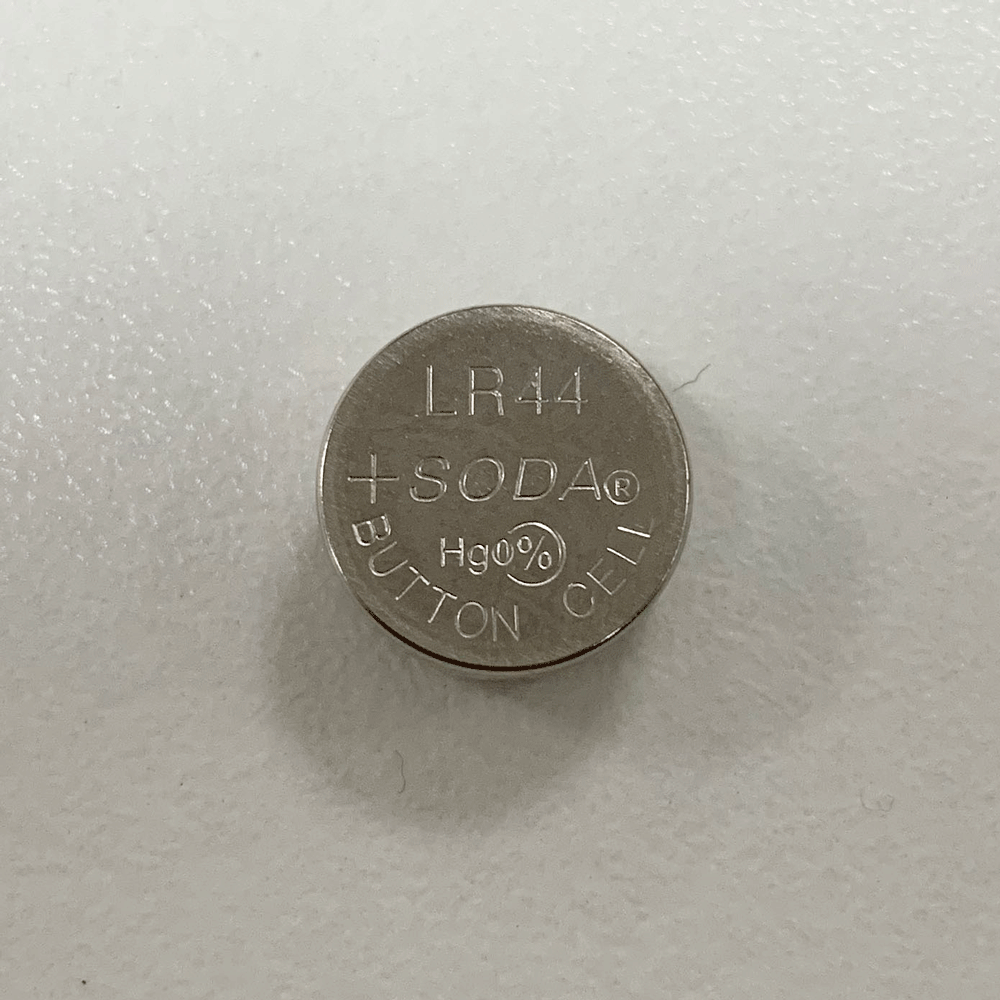 LR44
+SODA®
Hg0%
BUTTON CELL